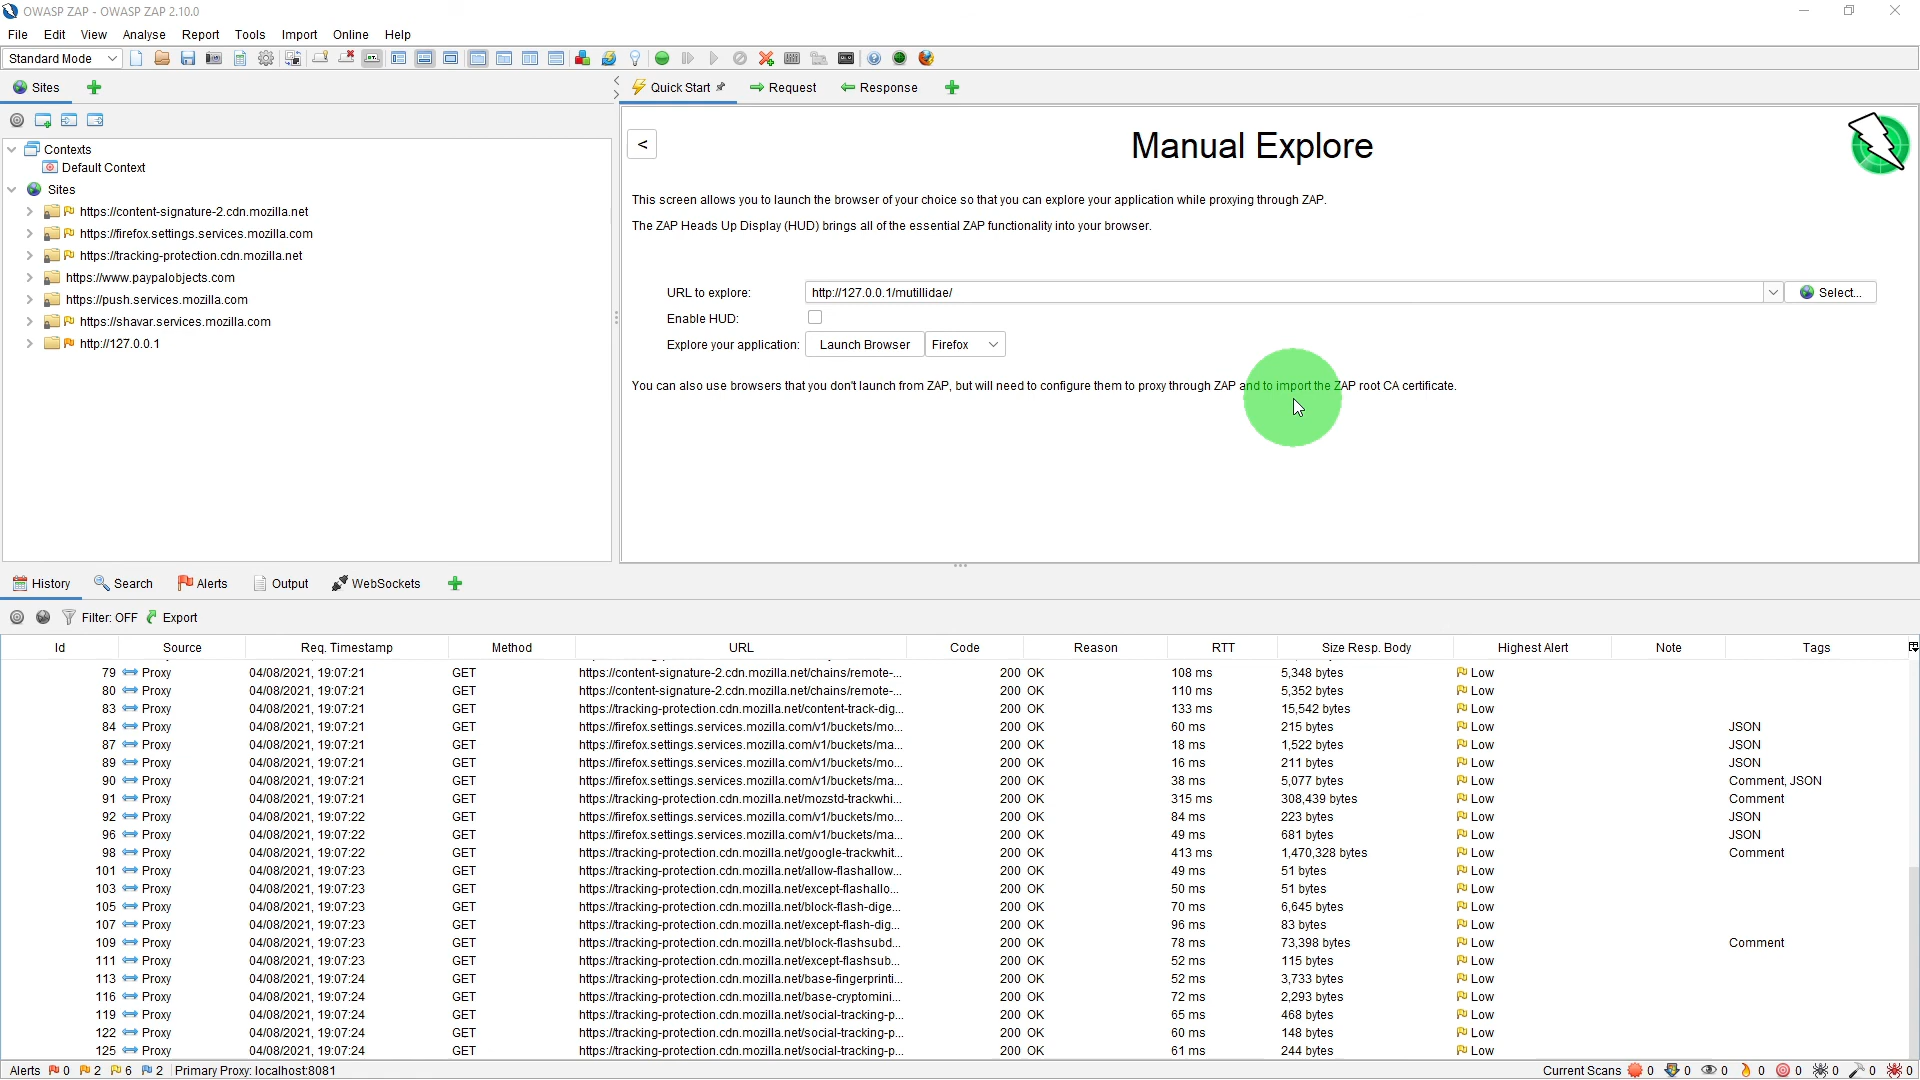 OWASP ZAP - OWASP ZAP 2.10.0
File Edit View Analyse Report Tools Import Online Help
Standard Mode
Sites
Quick Start Request Response
Contexts
Default Context
Sites
https://content-signature-2.cdn.mozilla.net
https://firefox.settings.services.mozilla.com
https://tracking-protection.cdn.mozilla.net
https://www.paypalobjects.com
https://push.services.mozilla.com
https://shavar.services.mozilla.com
http://127.0.0.1
<
Manual Explore
This screen allows you to launch the browser of your choice so that you can explore your application while proxying through ZAP.
The ZAP Heads Up Display (HUD) brings all of the essential ZAP functionality into your browser.
URL to explore: http://127.0.0.1/mutillidae/ Select...
Enable HUD:
Explore your application: Launch Browser Firefox
You can also use browsers that you don't launch from ZAP, but will need to configure them to proxy through ZAP and to import the ZAP root CA certificate.
History Search Alerts Output WebSockets
Filter: OFF Export
Id Source Req. Timestamp Method URL Code Reason RTT Size Resp. Body Highest Alert Note Tags
79 Proxy 04/08/2021, 19:07:21 GET https://content-signature-2.cdn.mozilla.net/chains/remote-... 200 OK 108 ms 5,348 bytes Low
80 Proxy 04/08/2021, 19:07:21 GET https://content-signature-2.cdn.mozilla.net/chains/remote-... 200 OK 110 ms 5,352 bytes Low
83 Proxy 04/08/2021, 19:07:21 GET https://tracking-protection.cdn.mozilla.net/content-track-dig... 200 OK 133 ms 15,542 bytes Low
84 Proxy 04/08/2021, 19:07:21 GET https://firefox.settings.services.mozilla.com/v1/buckets/mo... 200 OK 60 ms 215 bytes Low JSON
87 Proxy 04/08/2021, 19:07:21 GET https://firefox.settings.services.mozilla.com/v1/buckets/ma... 200 OK 18 ms 1,522 bytes Low JSON
89 Proxy 04/08/2021, 19:07:21 GET https://firefox.settings.services.mozilla.com/v1/buckets/mo... 200 OK 16 ms 211 bytes Low JSON
90 Proxy 04/08/2021, 19:07:21 GET https://firefox.settings.services.mozilla.com/v1/buckets/ma... 200 OK 38 ms 5,077 bytes Low Comment, JSON
91 Proxy 04/08/2021, 19:07:21 GET https://tracking-protection.cdn.mozilla.net/mozstd-trackwhi... 200 OK 315 ms 308,439 bytes Low Comment
92 Proxy 04/08/2021, 19:07:22 GET https://firefox.settings.services.mozilla.com/v1/buckets/mo... 200 OK 84 ms 223 bytes Low JSON
96 Proxy 04/08/2021, 19:07:22 GET https://firefox.settings.services.mozilla.com/v1/buckets/ma... 200 OK 49 ms 681 bytes Low JSON
98 Proxy 04/08/2021, 19:07:22 GET https://tracking-protection.cdn.mozilla.net/google-trackwhit... 200 OK 413 ms 1,470,328 bytes Low Comment
101 Proxy 04/08/2021, 19:07:23 GET https://tracking-protection.cdn.mozilla.net/allow-flashallow... 200 OK 49 ms 51 bytes Low
103 Proxy 04/08/2021, 19:07:23 GET https://tracking-protection.cdn.mozilla.net/except-flashallo... 200 OK 50 ms 51 bytes Low
105 Proxy 04/08/2021, 19:07:23 GET https://tracking-protection.cdn.mozilla.net/block-flash-dige... 200 OK 70 ms 6,645 bytes Low
107 Proxy 04/08/2021, 19:07:23 GET https://tracking-protection.cdn.mozilla.net/except-flash-dig... 200 OK 96 ms 83 bytes Low
109 Proxy 04/08/2021, 19:07:23 GET https://tracking-protection.cdn.mozilla.net/block-flashsubd... 200 OK 78 ms 73,398 bytes Low Comment
111 Proxy 04/08/2021, 19:07:23 GET https://tracking-protection.cdn.mozilla.net/except-flashsub... 200 OK 52 ms 115 bytes Low
113 Proxy 04/08/2021, 19:07:24 GET https://tracking-protection.cdn.mozilla.net/base-fingerprinti... 200 OK 52 ms 3,733 bytes Low
116 Proxy 04/08/2021, 19:07:24 GET https://tracking-protection.cdn.mozilla.net/base-cryptomini... 200 OK 72 ms 2,293 bytes Low
119 Proxy 04/08/2021, 19:07:24 GET https://tracking-protection.cdn.mozilla.net/social-tracking-p... 200 OK 65 ms 468 bytes Low
122 Proxy 04/08/2021, 19:07:24 GET https://tracking-protection.cdn.mozilla.net/social-tracking-p... 200 OK 60 ms 148 bytes Low
125 Proxy 04/08/2021, 19:07:24 GET https://tracking-protection.cdn.mozilla.net/social-tracking-p... 200 OK 61 ms 244 bytes Low
Alerts 0 2 6 2 Primary Proxy: localhost:8081 Current Scans 0 0 0 0 0 0 0 0